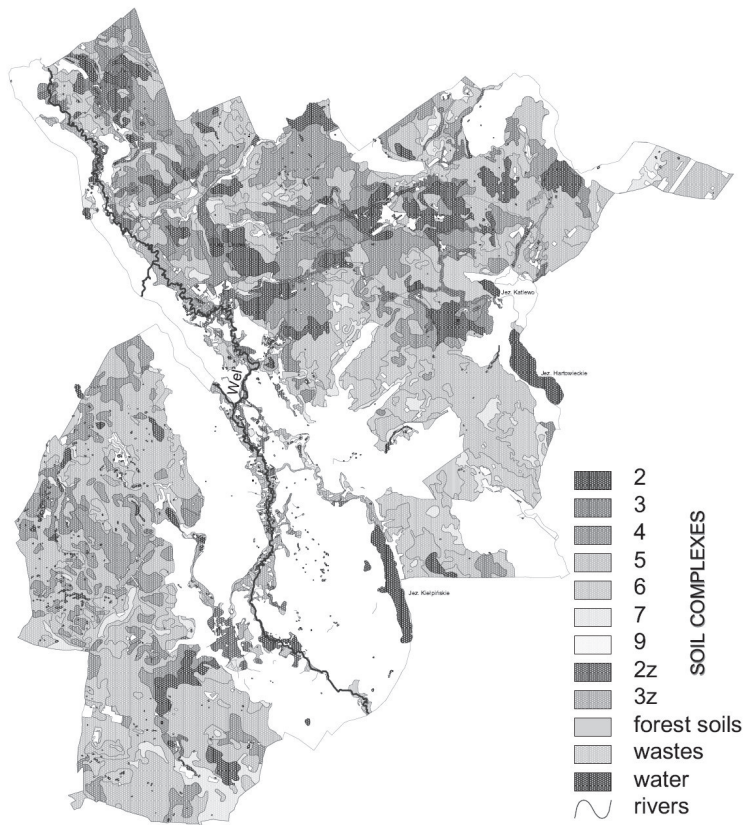 Jez. Katlewo
Jez. Hartowieckie
Wel
Jez. Kiełpińskie
SOIL COMPLEXES
2
3
4
5
6
7
9
2z
3z
forest soils
wastes
water
rivers